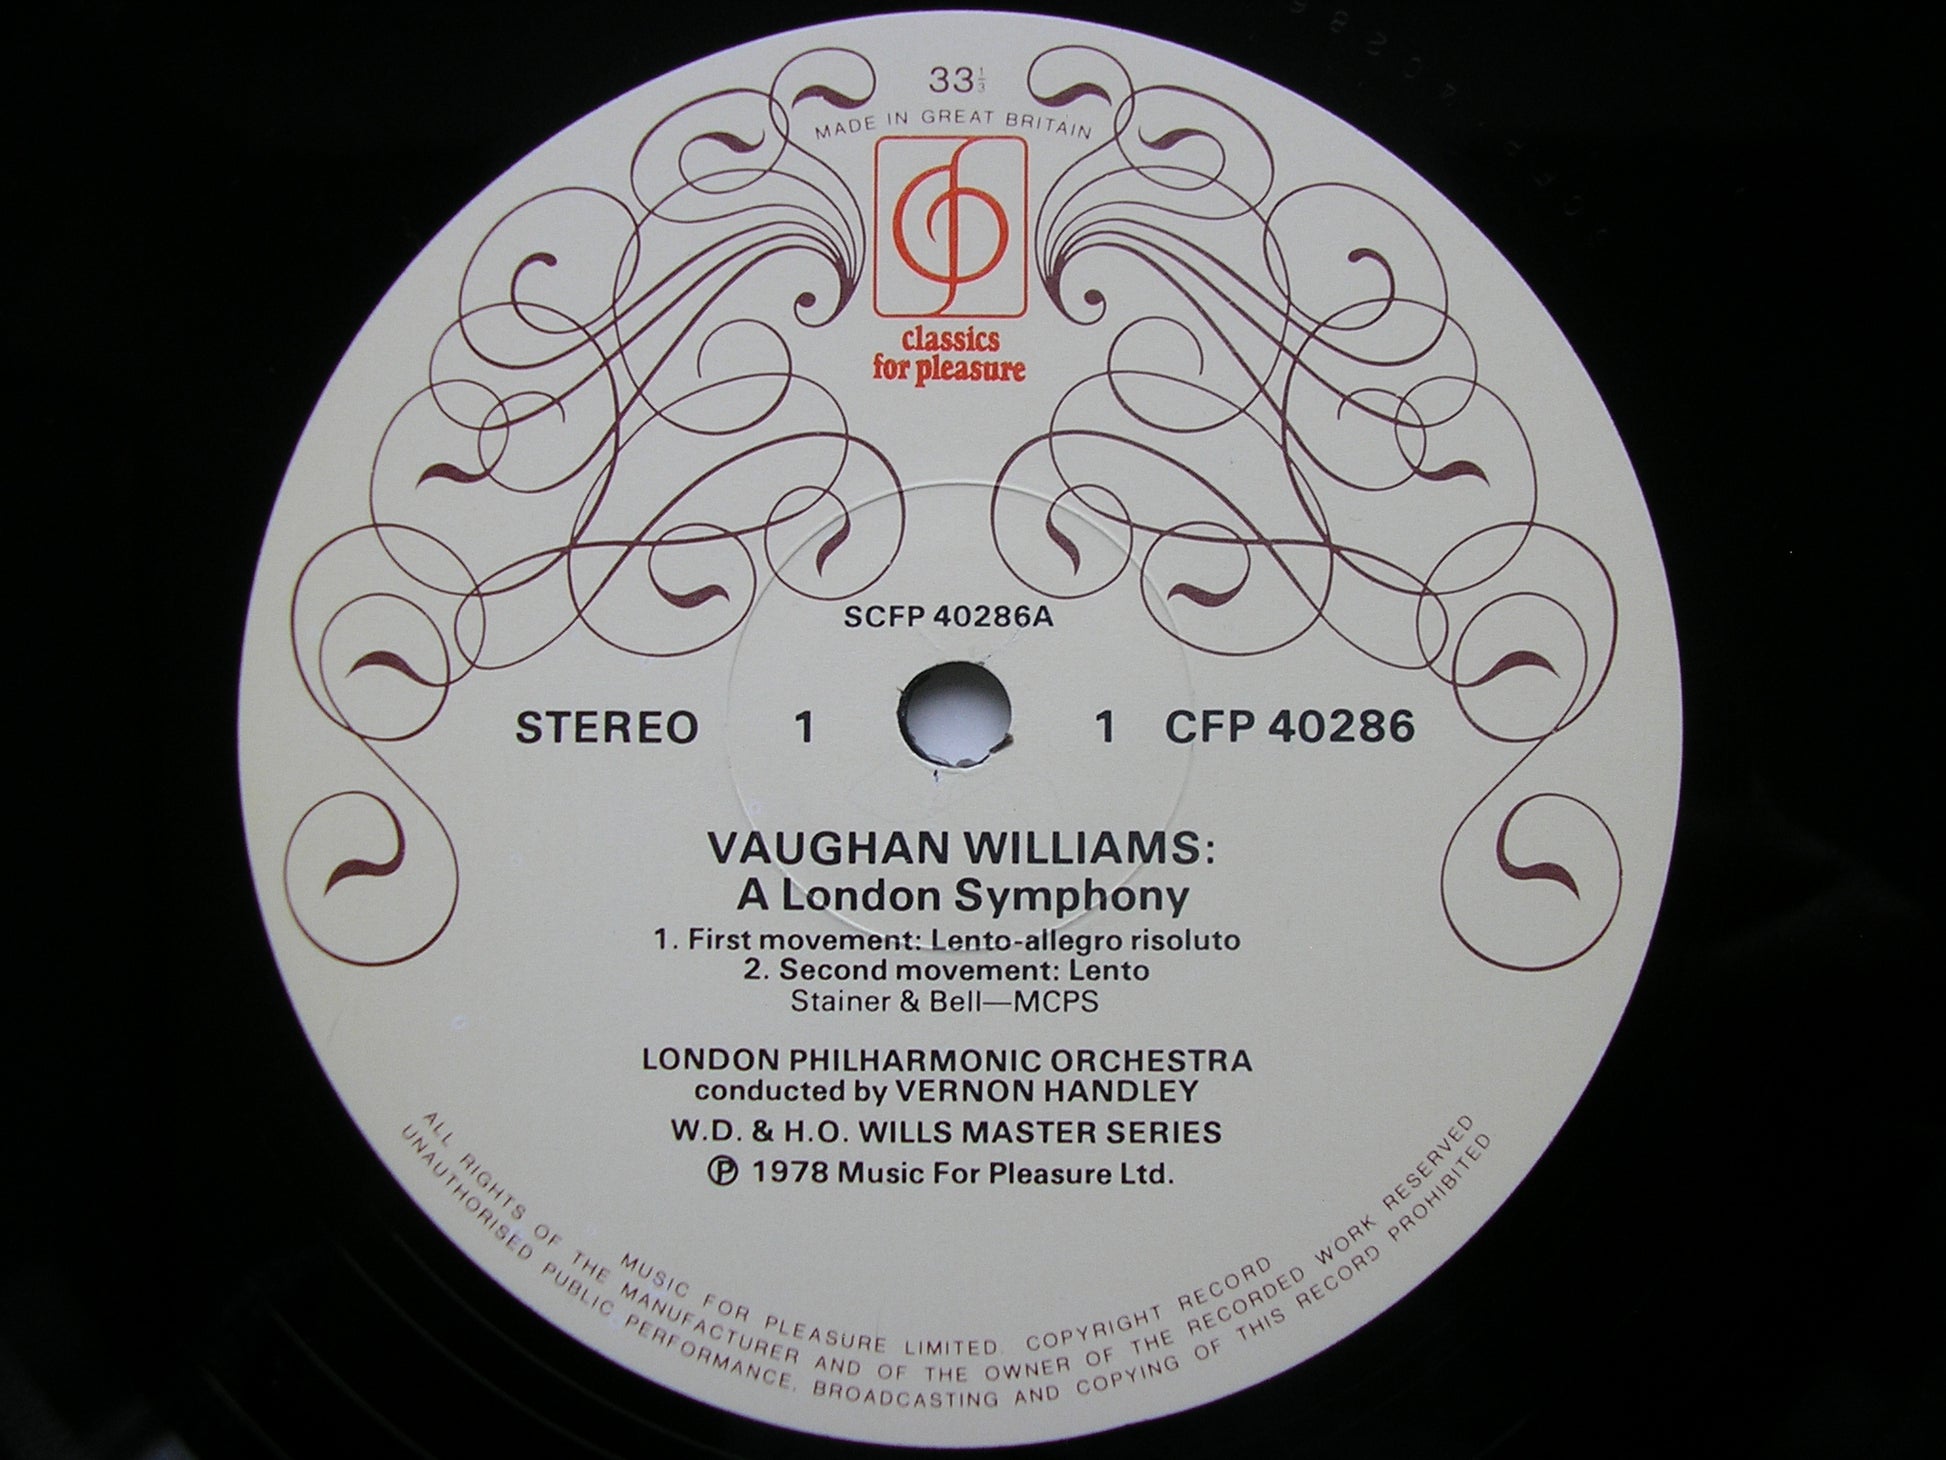 33⅓
MADE IN GREAT BRITAIN
classics
for pleasure
SCFP 40286A
STEREO 1 1 CFP 40286
VAUGHAN WILLIAMS:
A London Symphony
1. First movement: Lento-allegro risoluto
2. Second movement: Lento
Stainer & Bell—MCPS
LONDON PHILHARMONIC ORCHESTRA
conducted by VERNON HANDLEY
W.D. & H.O. WILLS MASTER SERIES
℗ 1978 Music For Pleasure Ltd.
MUSIC FOR PLEASURE LIMITED. COPYRIGHT RECORD
ALL RIGHTS OF THE MANUFACTURER AND OF THE OWNER OF THE RECORDED WORK RESERVED
UNAUTHORISED PUBLIC PERFORMANCE, BROADCASTING AND COPYING OF THIS RECORD PROHIBITED